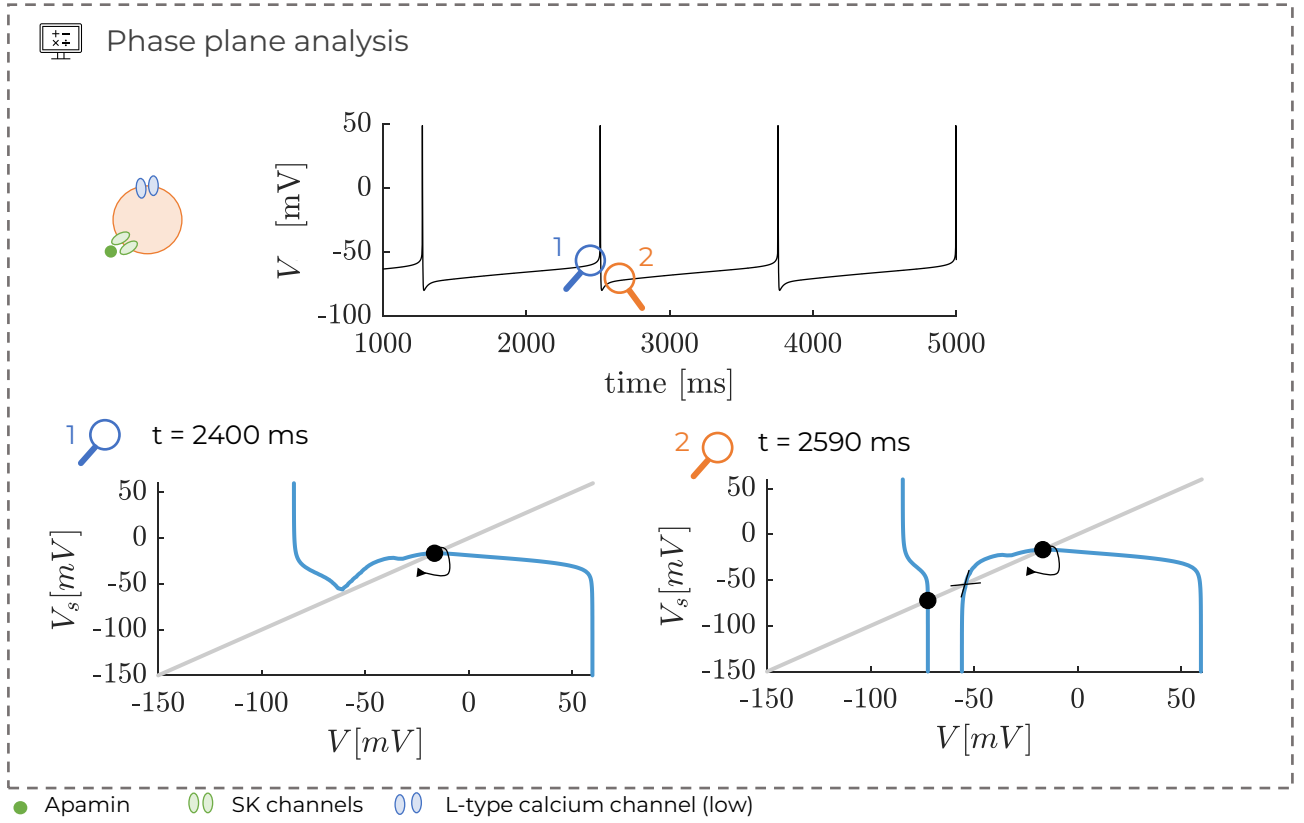 Phase plane analysis
50
0
-50
-100
V [mV]
1
2
1000 2000 3000 4000 5000
time [ms]
1 t = 2400 ms
2 t = 2590 ms
50
0
-50
-100
-150
V_s[mV]
-150 -100 -50 0 50
V[mV]
50
0
-50
-100
-150
V_s[mV]
-150 -100 -50 0 50
V[mV]
Apamin SK channels L-type calcium channel (low)